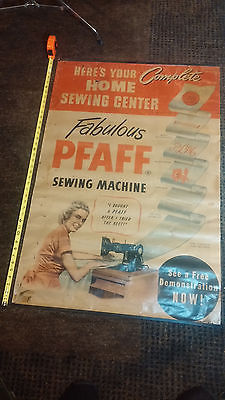 HERE'S YOUR Complete
HOME
SEWING CENTER
Fabulous
PFAFF®
SEWING MACHINE
"I BOUGHT
A PFAFF
AFTER I TRIED
THE REST!"
See a Free
Demonstration
NOW!